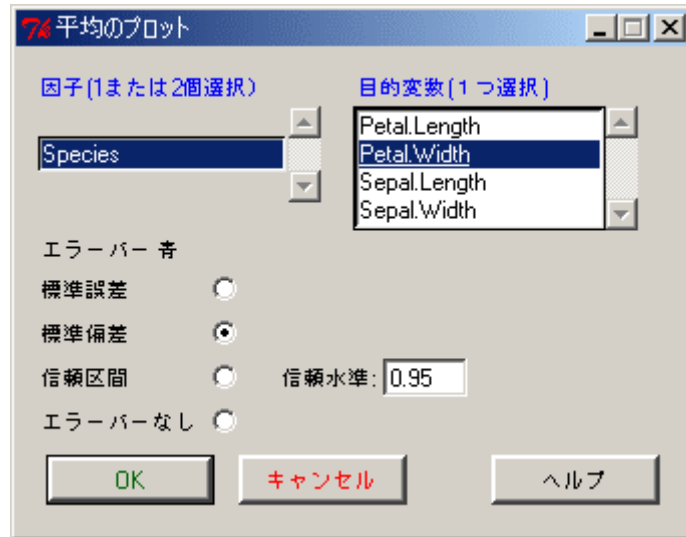 平均のプロット
因子(1または2個選択)
目的変数(1つ選択)
Species
Petal.Length
Petal.Width
Sepal.Length
Sepal.Width
エラーバー 青
標準誤差
標準偏差
信頼区間 信頼水準: 0.95
エラーバーなし
OK キャンセル ヘルプ